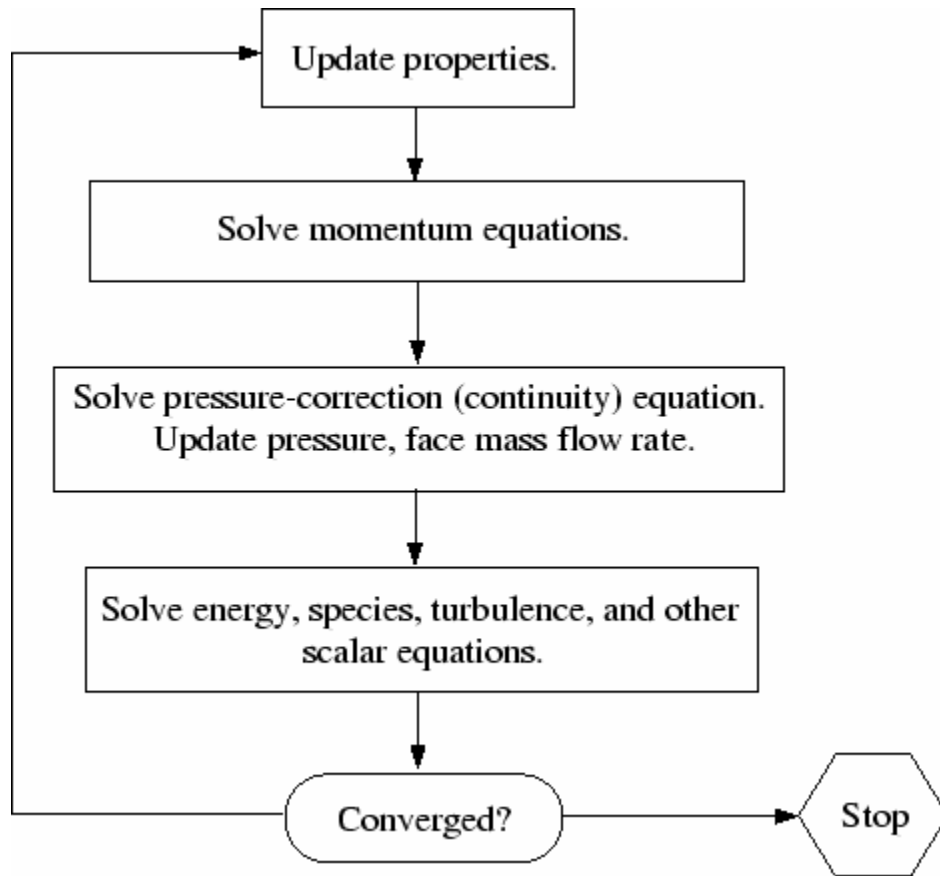 Update properties.
Solve momentum equations.
Solve pressure-correction (continuity) equation.
Update pressure, face mass flow rate.
Solve energy, species, turbulence, and other
scalar equations.
Converged?
Stop